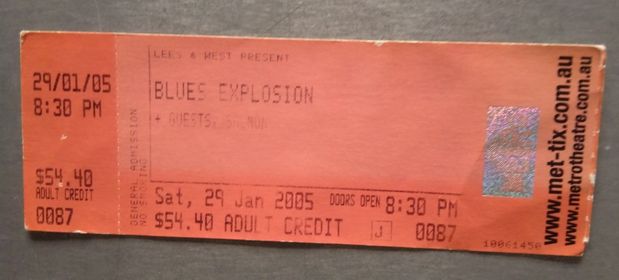 29/01/05
8:30 PM
$54.40
ADULT CREDIT
0087
GENERAL ADMISSION
NO SMOKING
LEES & WEST PRESENT
BLUES EXPLOSION
+ GUESTS, SALMON
Sat, 29 Jan 2005 DOORS OPEN 8:30 PM
$54.40 ADULT CREDIT [J] 0087
10061450
www.met-tix.com.au
www.metrotheatre.com.au